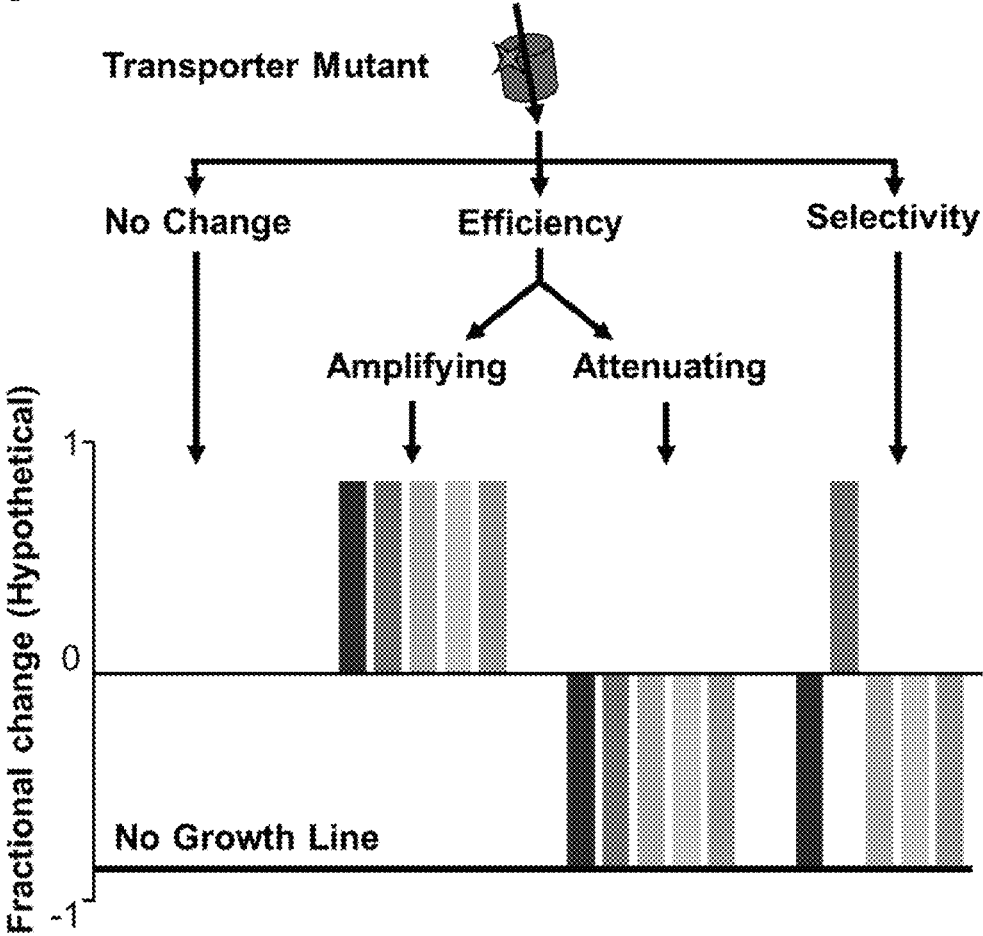 Transporter Mutant
No Change
Efficiency
Selectivity
Amplifying
Attenuating
Fractional change (Hypothetical)
1
0
No Growth Line
-1